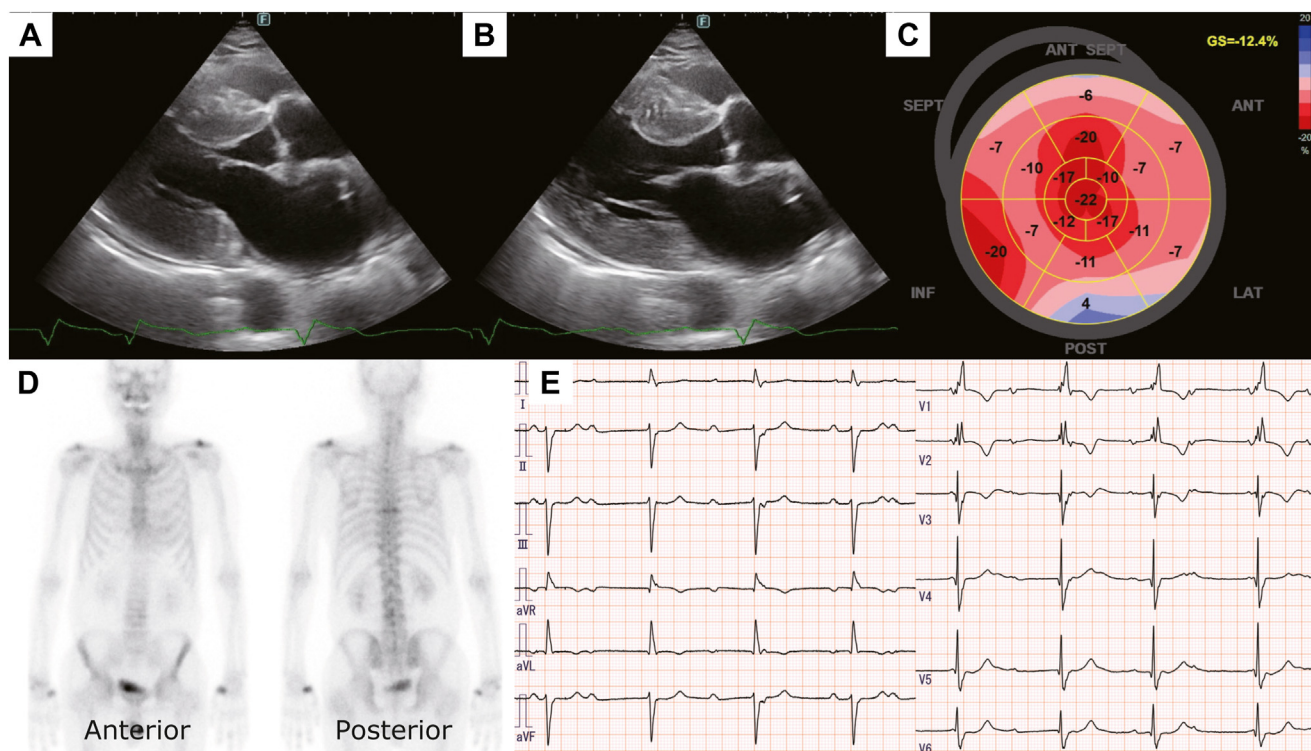 A
F
B
F
C
GS=-12.4%
20
-20
%
ANT SEPT
SEPT
ANT
INF
LAT
POST
-6
-7
-20
-7
-10
-7
-17
-10
-22
-12
-17
-20
-7
-11
-11
-7
4
D
Anterior
Posterior
E
I
II
III
aVR
aVL
aVF
V1
V2
V3
V4
V5
V6